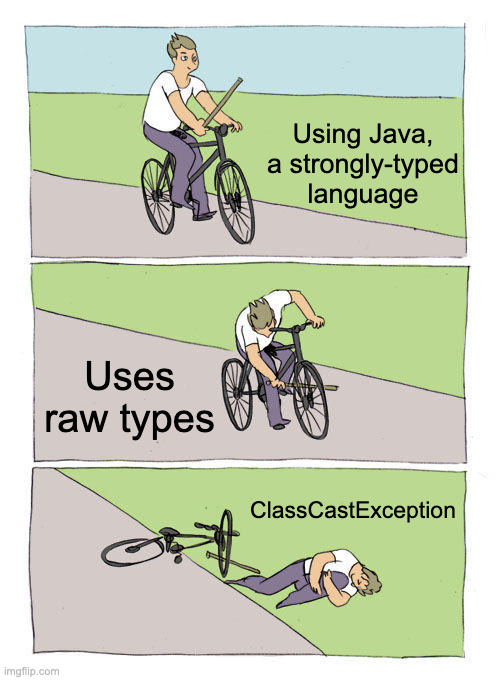 Using Java,
a strongly-typed
language
Uses
raw types
ClassCastException
imgflip.com